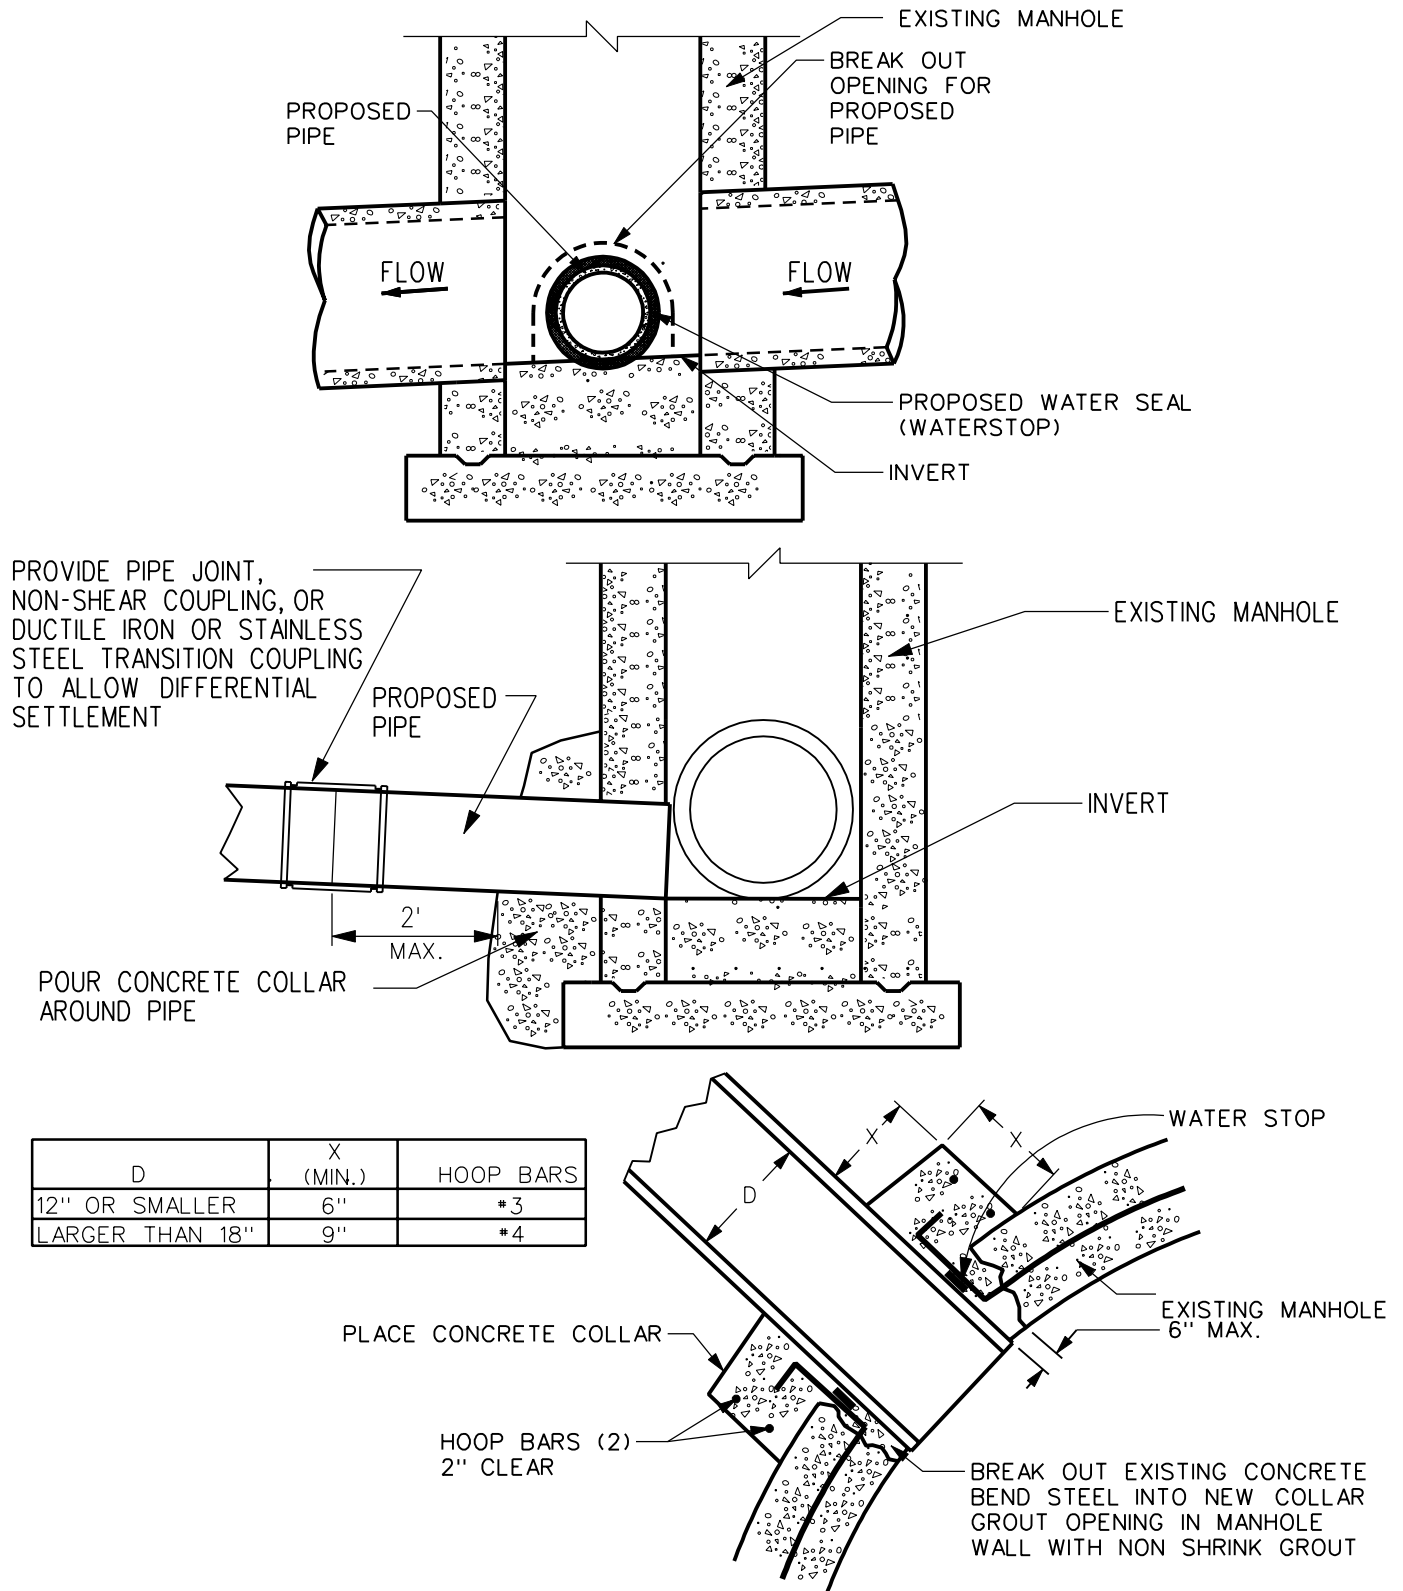 EXISTING MANHOLE
BREAK OUT
OPENING FOR
PROPOSED
PIPE
PROPOSED
PIPE
FLOW
FLOW
PROPOSED WATER SEAL
(WATERSTOP)
INVERT
PROVIDE PIPE JOINT,
NON-SHEAR COUPLING, OR
DUCTILE IRON OR STAINLESS
STEEL TRANSITION COUPLING
TO ALLOW DIFFERENTIAL
SETTLEMENT
PROPOSED
PIPE
EXISTING MANHOLE
INVERT
2'
MAX.
POUR CONCRETE COLLAR
AROUND PIPE
D X (MIN.) HOOP BARS
12" OR SMALLER 6" #3
LARGER THAN 18" 9" #4
WATER STOP
X
X
D
EXISTING MANHOLE
6" MAX.
PLACE CONCRETE COLLAR
HOOP BARS (2)
2" CLEAR
BREAK OUT EXISTING CONCRETE
BEND STEEL INTO NEW COLLAR
GROUT OPENING IN MANHOLE
WALL WITH NON SHRINK GROUT